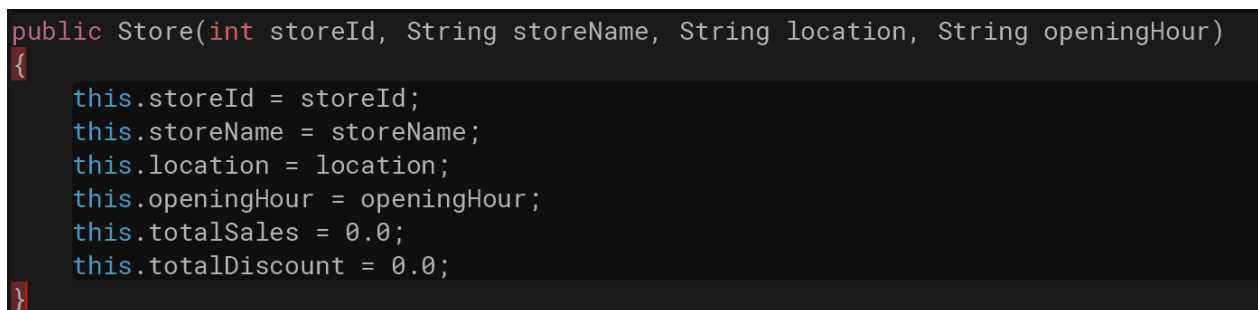 public Store(int storeId, String storeName, String location, String openingHour)
{
    this.storeId = storeId;
    this.storeName = storeName;
    this.location = location;
    this.openingHour = openingHour;
    this.totalSales = 0.0;
    this.totalDiscount = 0.0;
}